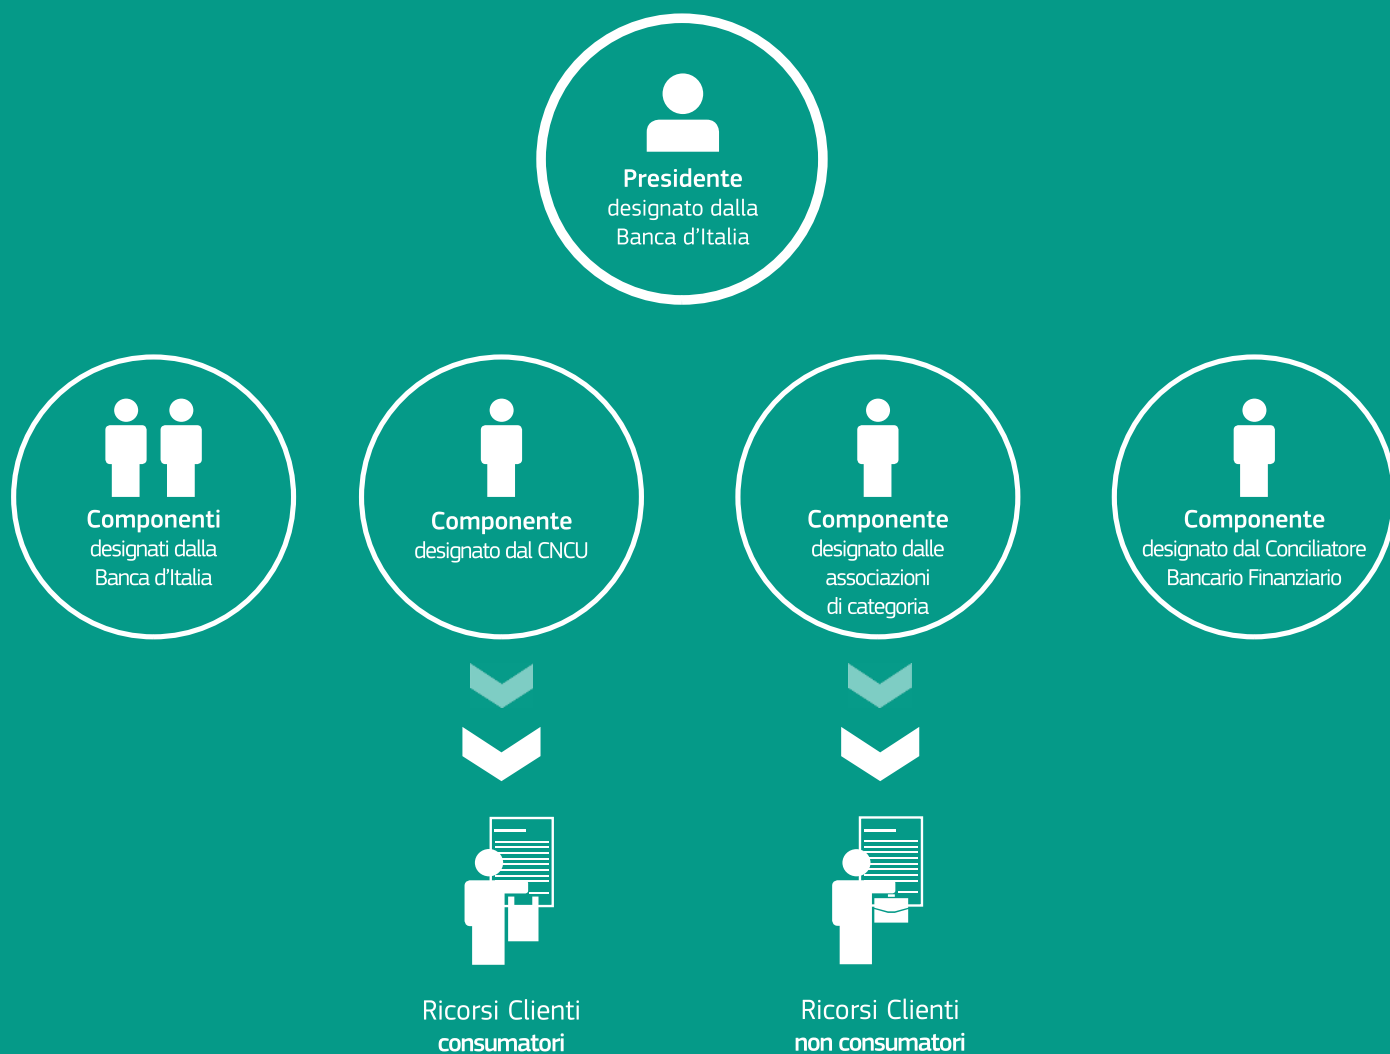 Presidente
designato dalla
Banca d'Italia
Componenti
designati dalla
Banca d'Italia
Componente
designato dal CNCU
Componente
designato dalle
associazioni
di categoria
Componente
designato dal Conciliatore
Bancario Finanziario
Ricorsi Clienti
consumatori
Ricorsi Clienti
non consumatori